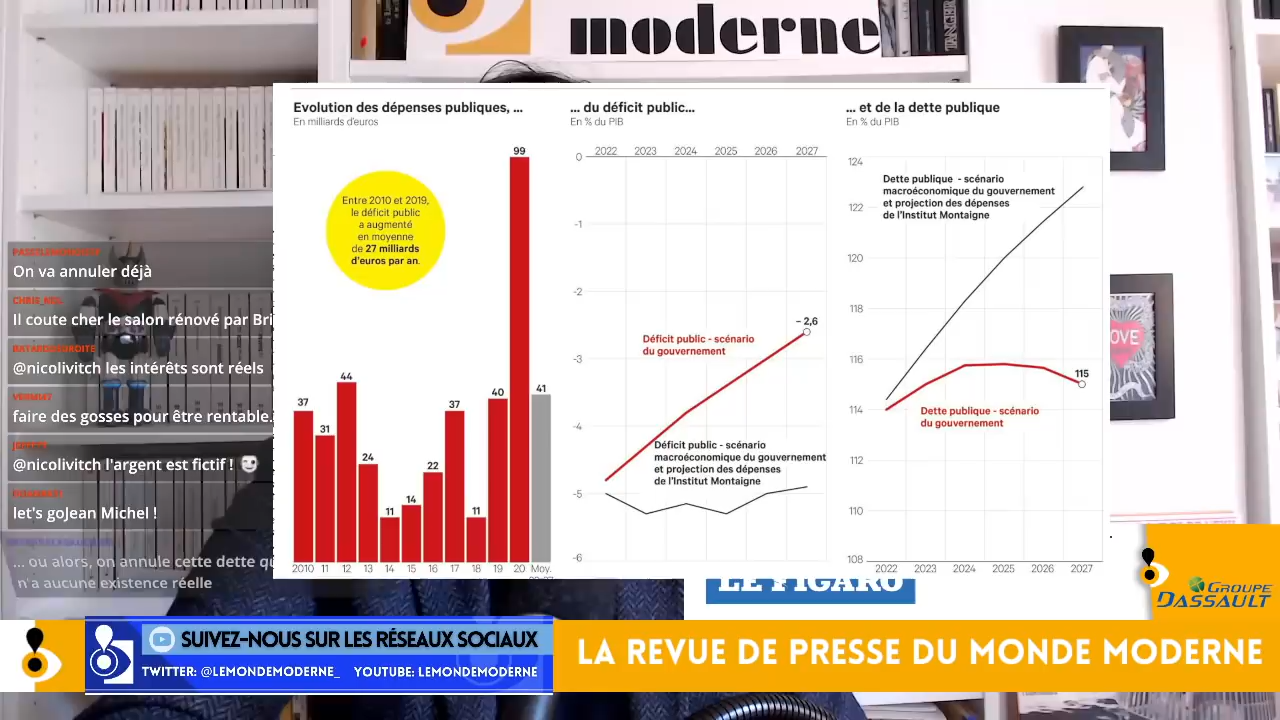 moderne
TANGER
Evolution des dépenses publiques, ...
En milliards d'euros
Entre 2010 et 2019,
le déficit public
a augmenté
en moyenne
de 27 milliards
d'euros par an.
37
31
44
24
11
14
22
37
11
40
99
41
2010 11 12 13 14 15 16 17 18 19 20 Moy.
... du déficit public...
En % du PIB
2022 2023 2024 2025 2026 2027
0
-1
-2
-3
-4
-5
-6
– 2,6
Déficit public - scénario
du gouvernement
Déficit public - scénario
macroéconomique du gouvernement
et projection des dépenses
de l'Institut Montaigne
... et de la dette publique
En % du PIB
124
122
120
118
116
114
112
110
108
Dette publique - scénario
macroéconomique du gouvernement
et projection des dépenses
de l'Institut Montaigne
115
Dette publique - scénario
du gouvernement
2022 2023 2024 2025 2026 2027
On va annuler déjà
Il coute cher le salon rénové par Bri
@nicolivitch les intérêts sont réels
faire des gosses pour être rentable.
@nicolivitch l'argent est fictif !
let's goJean Michel !
... ou alors, on annule cette dette qu
n'a aucune existence réelle
LOVE
LE FIGARO
GROUPE
DASSAULT
SUIVEZ-NOUS SUR LES RÉSEAUX SOCIAUX
TWITTER: @LEMONDEMODERNE_ YOUTUBE: LEMONDEMODERNE
LA REVUE DE PRESSE DU MONDE MODERNE